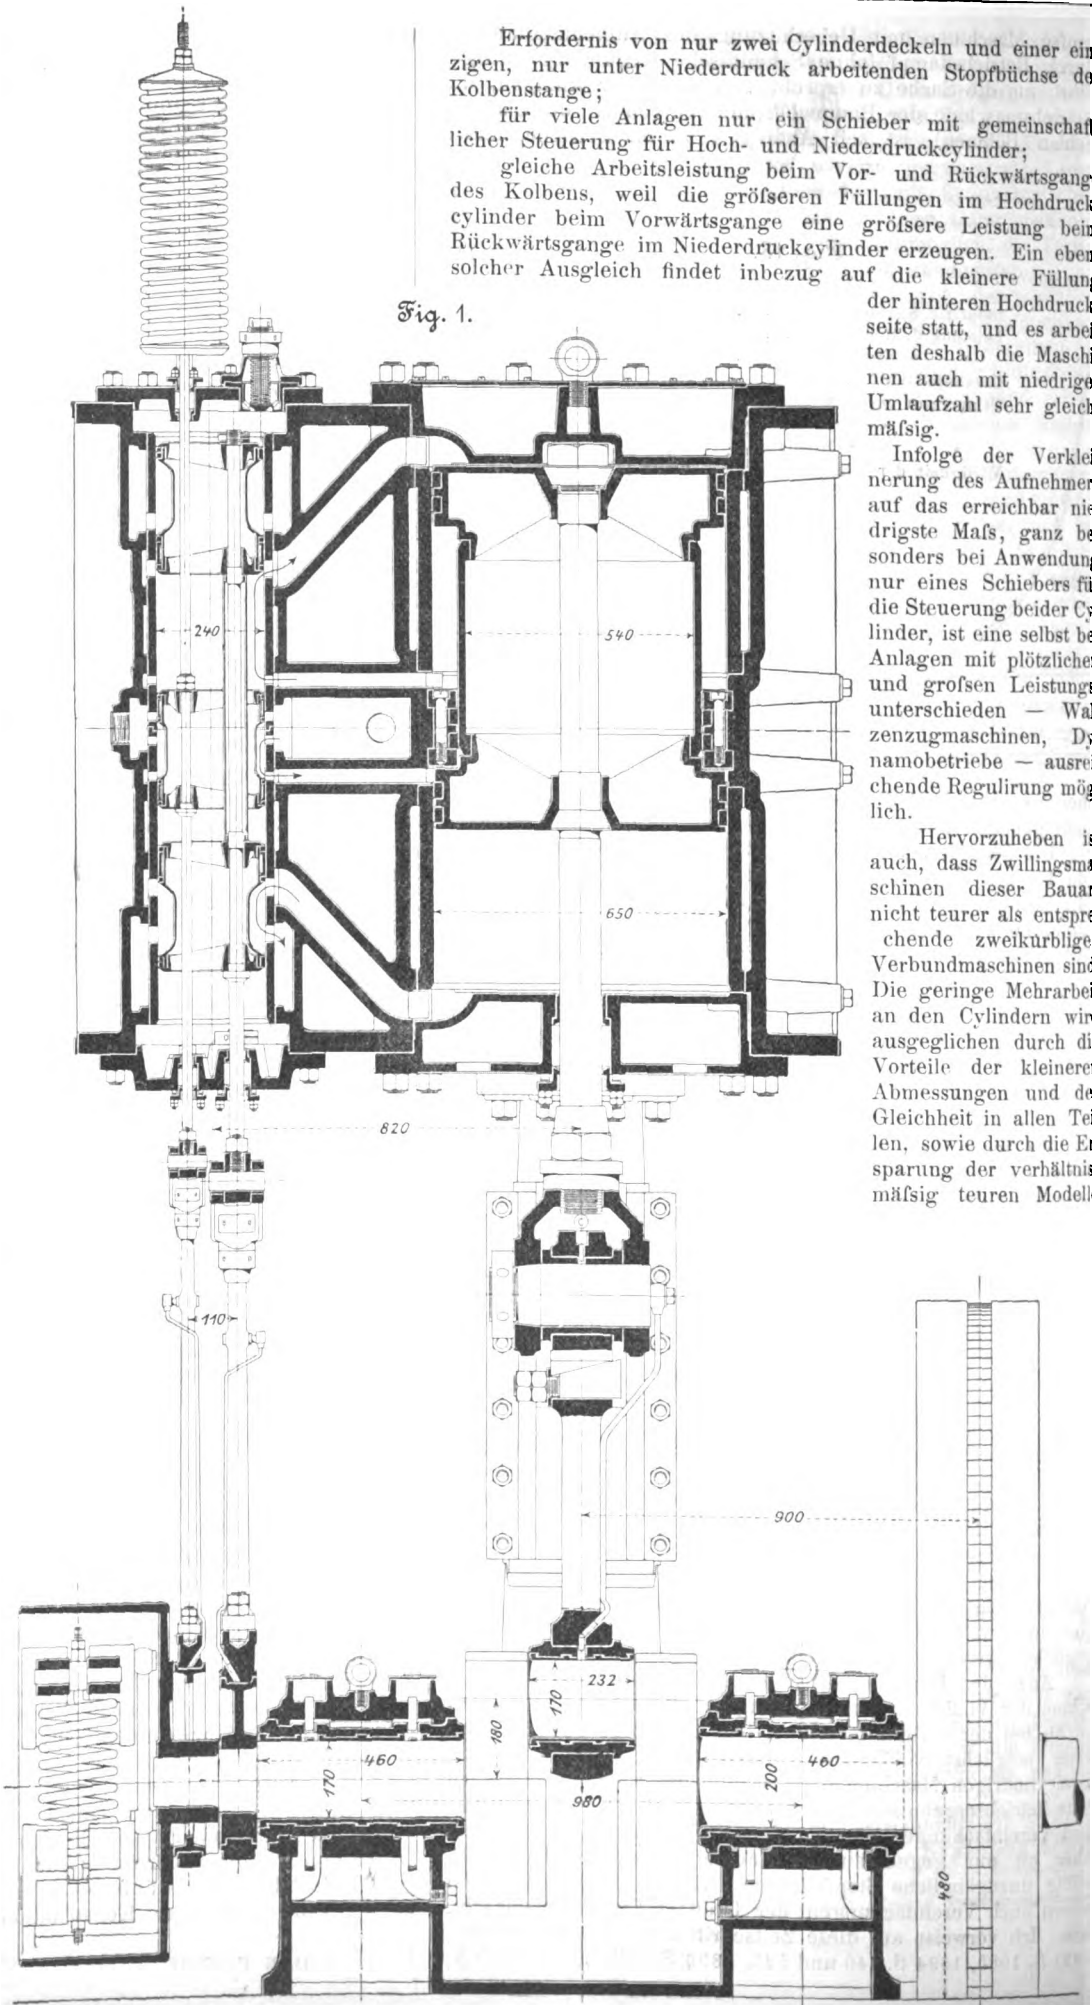 Erfordernis von nur zwei Cylinderdeckeln und einer ein
zigen, nur unter Niederdruck arbeitenden Stopfbüchse de
Kolbenstange;
für viele Anlagen nur ein Schieber mit gemeinschaft
licher Steuerung für Hoch- und Niederdruckcylinder;
gleiche Arbeitsleistung beim Vor- und Rückwärtsgang
des Kolbens, weil die größeren Füllungen im Hochdruck
cylinder beim Vorwärtsgange eine größere Leistung beim
Rückwärtsgange im Niederdruckcylinder erzeugen. Ein eben
solcher Ausgleich findet inbezug auf die kleinere Füllung
der hinteren Hochdruck
seite statt, und es arbei
ten deshalb die Maschi
nen auch mit niedrige
Umlaufzahl sehr gleich
mäßig.
Infolge der Verklei
nerung des Aufnehmer
auf das erreichbar nie
drigste Maß, ganz be
sonders bei Anwendung
nur eines Schiebers fü
die Steuerung beider Cy
linder, ist eine selbst be
Anlagen mit plötzliche
und großen Leistungs
unterschieden — Wal
zenzugmaschinen, Dy
namobetriebe — ausrei
chende Regulirung mög
lich.
Hervorzuheben is
auch, dass Zwillingsma
schinen dieser Bauar
nicht teurer als entspre
chende zweikurblige
Verbundmaschinen sind
Die geringe Mehrarbei
an den Cylindern wir
ausgeglichen durch di
Vorteile der kleinere
Abmessungen und de
Gleichheit in allen Tei
len, sowie durch die Er
sparung der verhältnis
mäßig teuren Modell
Fig. 1.
240
540
650
820
110
900
232
170
180
460
170
980
460
200
480